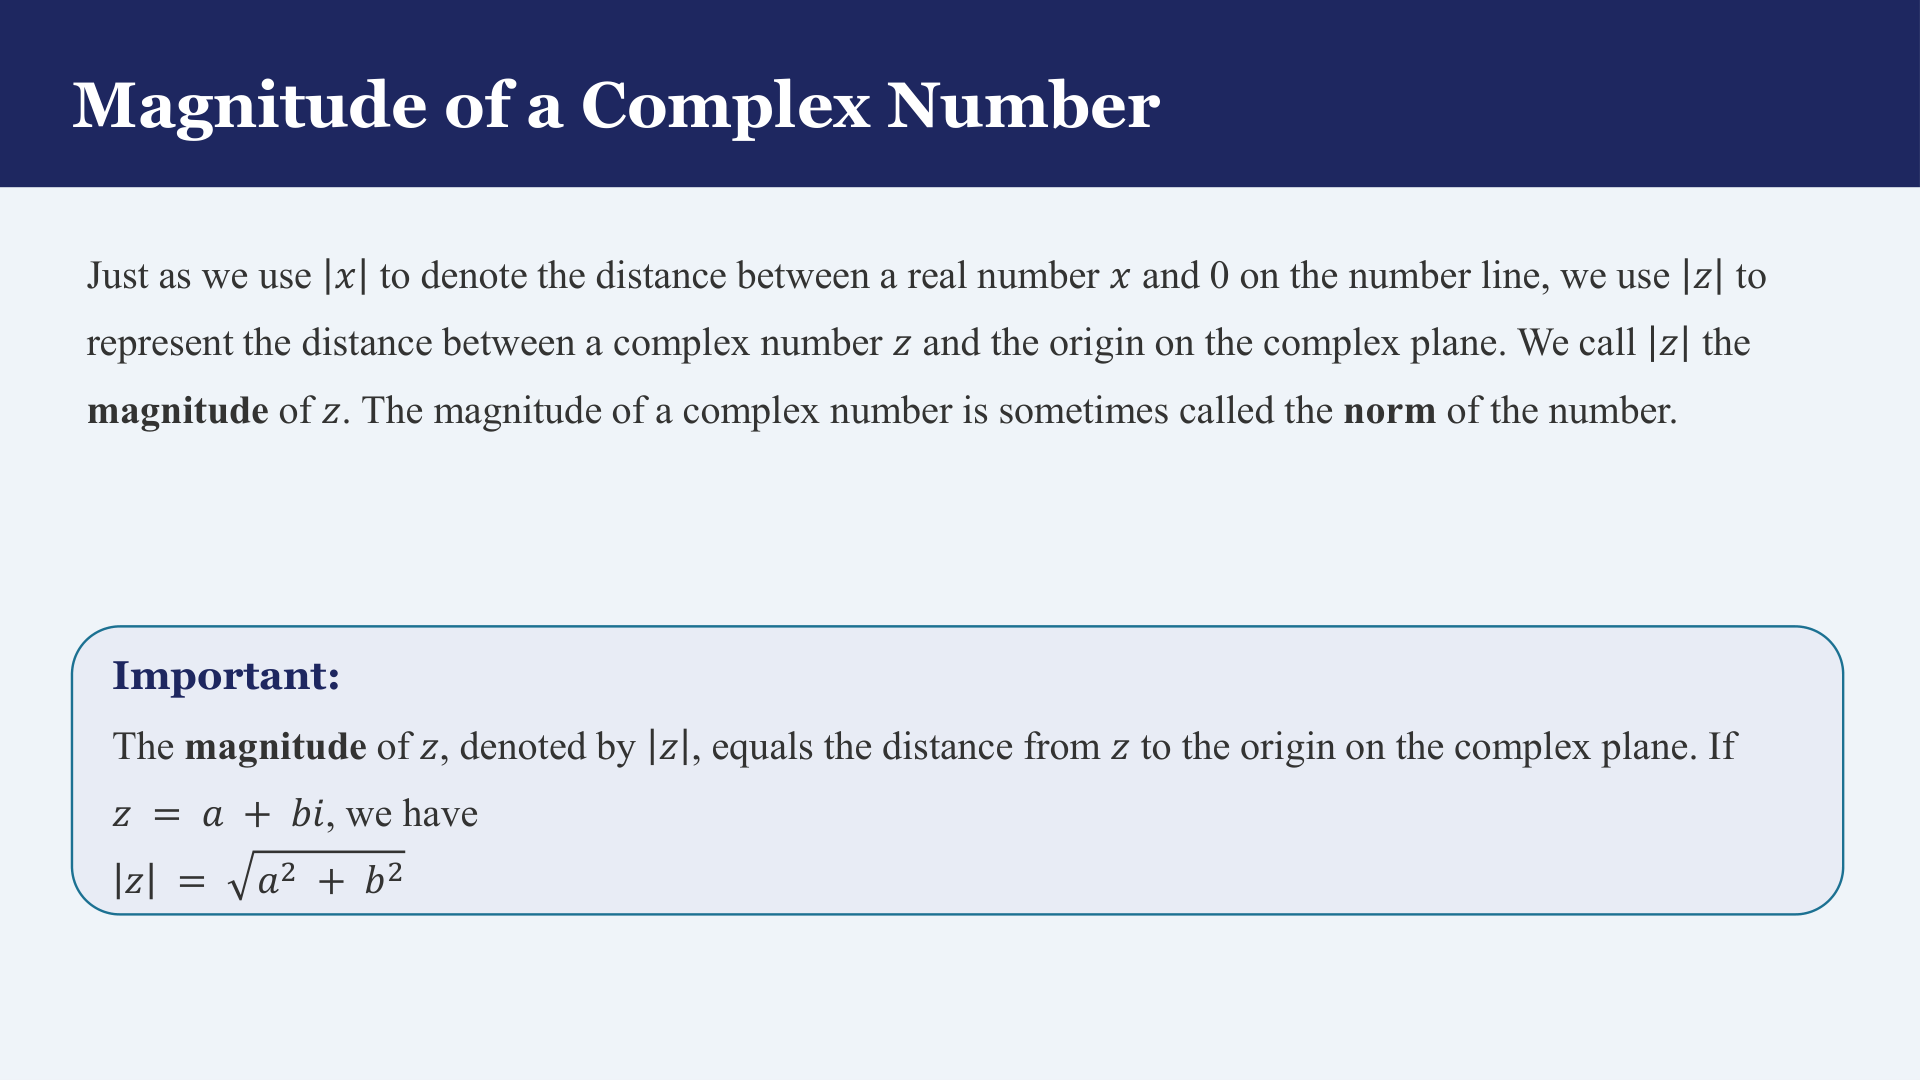 Magnitude of a Complex Number
Just as we use |x| to denote the distance between a real number x and 0 on the number line, we use |z| to
represent the distance between a complex number z and the origin on the complex plane. We call |z| the
magnitude of z. The magnitude of a complex number is sometimes called the norm of the number.
Important:
The magnitude of z, denoted by |z|, equals the distance from z to the origin on the complex plane. If
z = a + bi, we have
|z| = √(a² + b²)